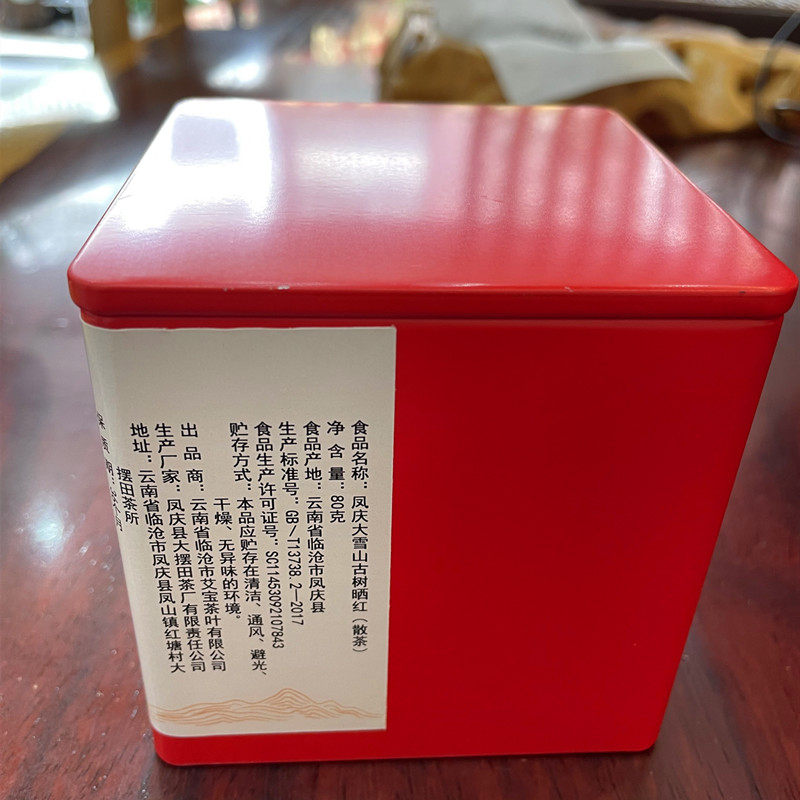 食品名称：凤庆大雪山古树晒红（散茶）
净含量：80克
食品产地：云南省临沧市凤庆县
生产标准号：GB/T13738.2—2017
食品生产许可证号：SC11453092107843
贮存方式：本品应贮存在清洁、通风、避光、
干燥、无异味的环境。
出品商：云南省临沧市艾宝茶叶有限公司
生产厂家：凤庆县大摆田茶厂有限责任公司
地址：云南省临沧市凤庆县凤山镇红塘村大
摆田茶所
保质期：